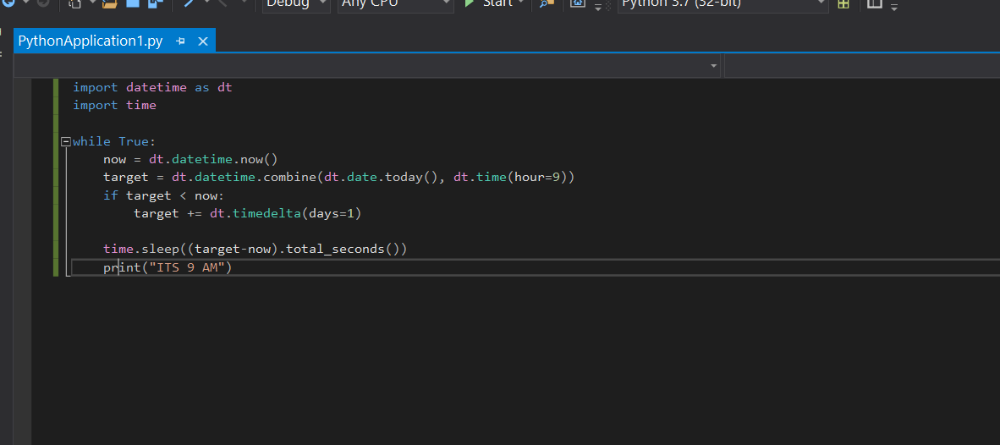 Debug Any CPU Start Python 3.7 (32-bit)
PythonApplication1.py
import datetime as dt
import time
while True:
    now = dt.datetime.now()
    target = dt.datetime.combine(dt.date.today(), dt.time(hour=9))
    if target < now:
        target += dt.timedelta(days=1)
    time.sleep((target-now).total_seconds())
    print("ITS 9 AM")